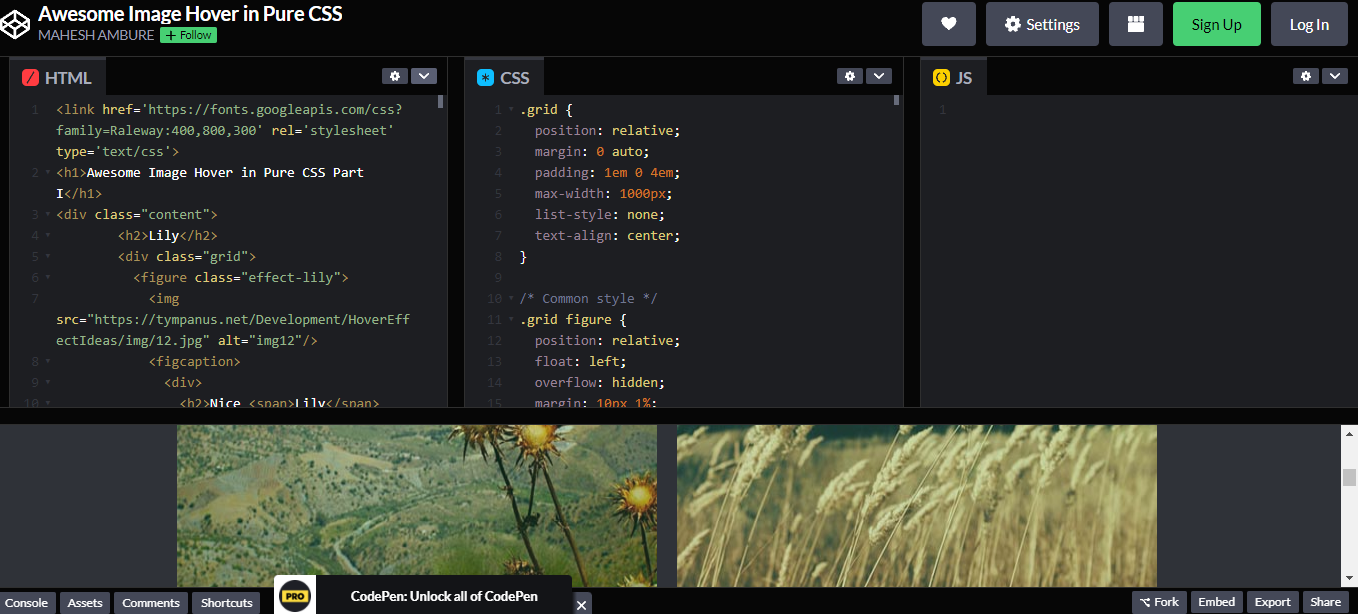 Awesome Image Hover in Pure CSS
MAHESH AMBURE + Follow
Settings
Sign Up
Log In
HTML
1 <link href='https://fonts.googleapis.com/css?
family=Raleway:400,800,300' rel='stylesheet'
type='text/css'>
2 <h1>Awesome Image Hover in Pure CSS Part
I</h1>
3 <div class="content">
4 <h2>Lily</h2>
5 <div class="grid">
6 <figure class="effect-lily">
7 <img
src="https://tympanus.net/Development/HoverEff
ectIdeas/img/12.jpg" alt="img12"/>
8 <figcaption>
9 <div>
10 <h2>Nice <span>Lily</span>
CSS
1 .grid {
2 position: relative;
3 margin: 0 auto;
4 padding: 1em 0 4em;
5 max-width: 1000px;
6 list-style: none;
7 text-align: center;
8 }
9
10 /* Common style */
11 .grid figure {
12 position: relative;
13 float: left;
14 overflow: hidden;
15 margin: 10px 1%;
JS
1
Console
Assets
Comments
Shortcuts
PRO
CodePen: Unlock all of CodePen
Fork
Embed
Export
Share